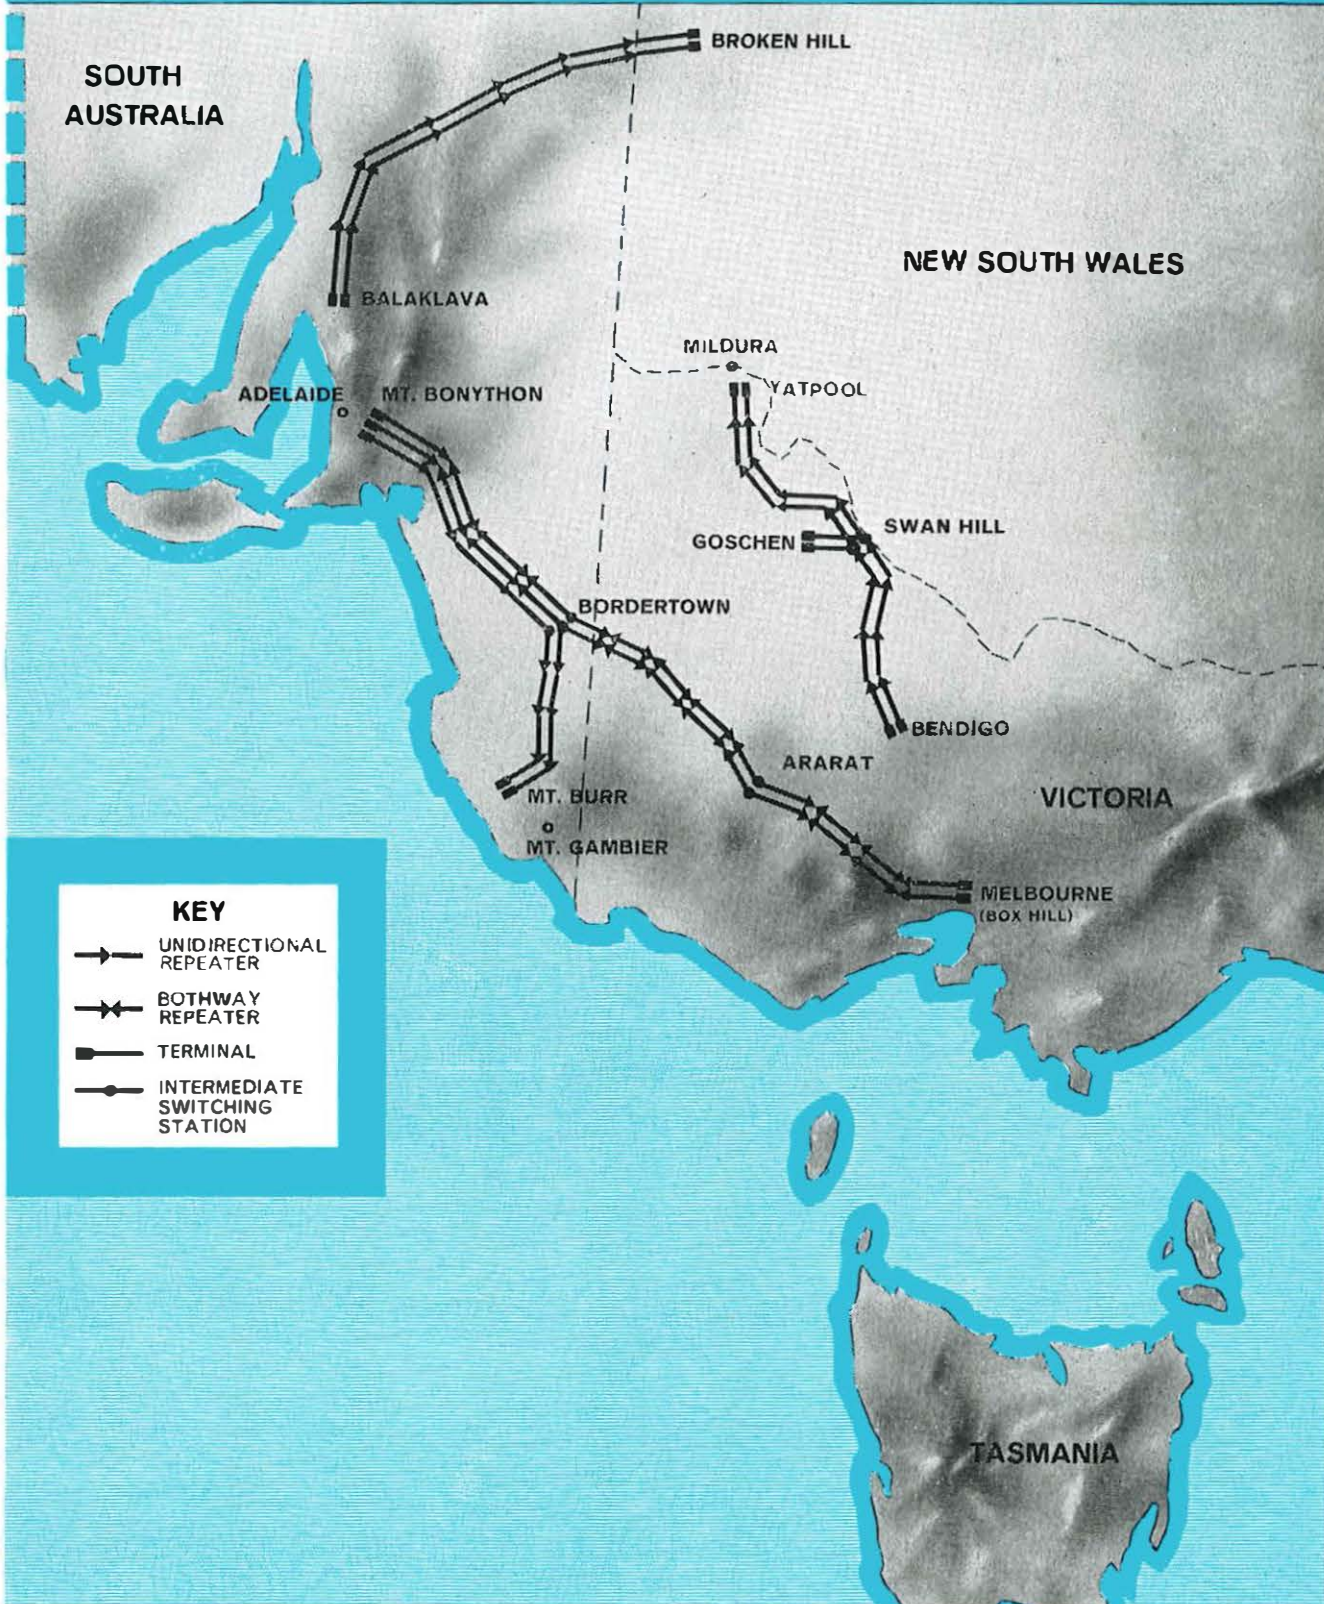 BROKEN HILL
SOUTH
AUSTRALIA
NEW SOUTH WALES
BALAKLAVA
MILDURA
YATPOOL
ADELAIDE
MT. BONYTHON
SWAN HILL
GOSCHEN
BORDERTOWN
BENDIGO
ARARAT
VICTORIA
MT. BURR
MT. GAMBIER
MELBOURNE
(BOX HILL)
KEY
UNIDIRECTIONAL
REPEATER
BOTHWAY
REPEATER
TERMINAL
INTERMEDIATE
SWITCHING
STATION
TASMANIA